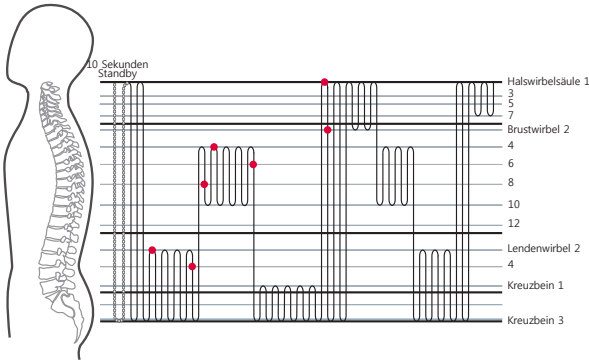 10 Sekunden
Standby
Halswirbelsäule 1
3
5
7
Brustwirbel 2
4
6
8
10
12
Lendenwirbel 2
4
Kreuzbein 1
Kreuzbein 3